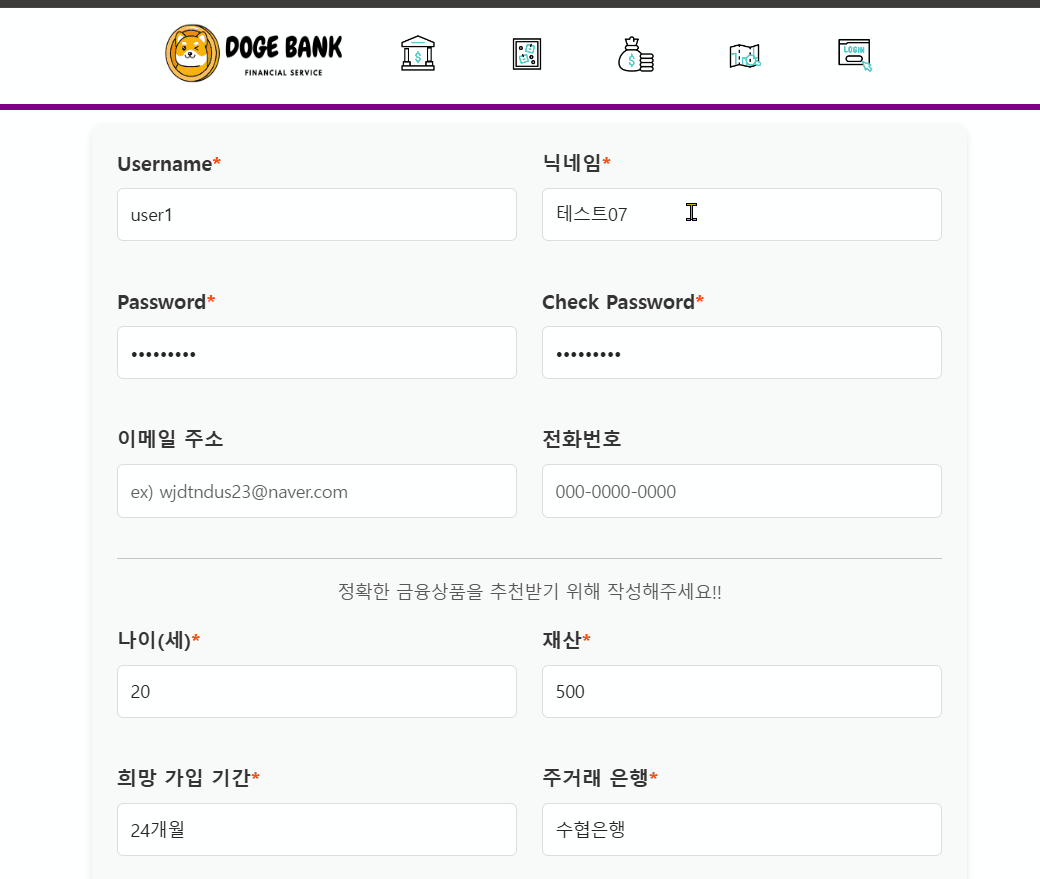 DOGE BANK
FINANCIAL SERVICE
$
$
LOGIN
Username* 닉네임*
user1 테스트07
Password* Check Password*
••••••••• •••••••••
이메일 주소 전화번호
ex) wjdtndus23@naver.com 000-0000-0000
정확한 금융상품을 추천받기 위해 작성해주세요!!
나이(세)* 재산*
20 500
희망 가입 기간* 주거래 은행*
24개월 수협은행